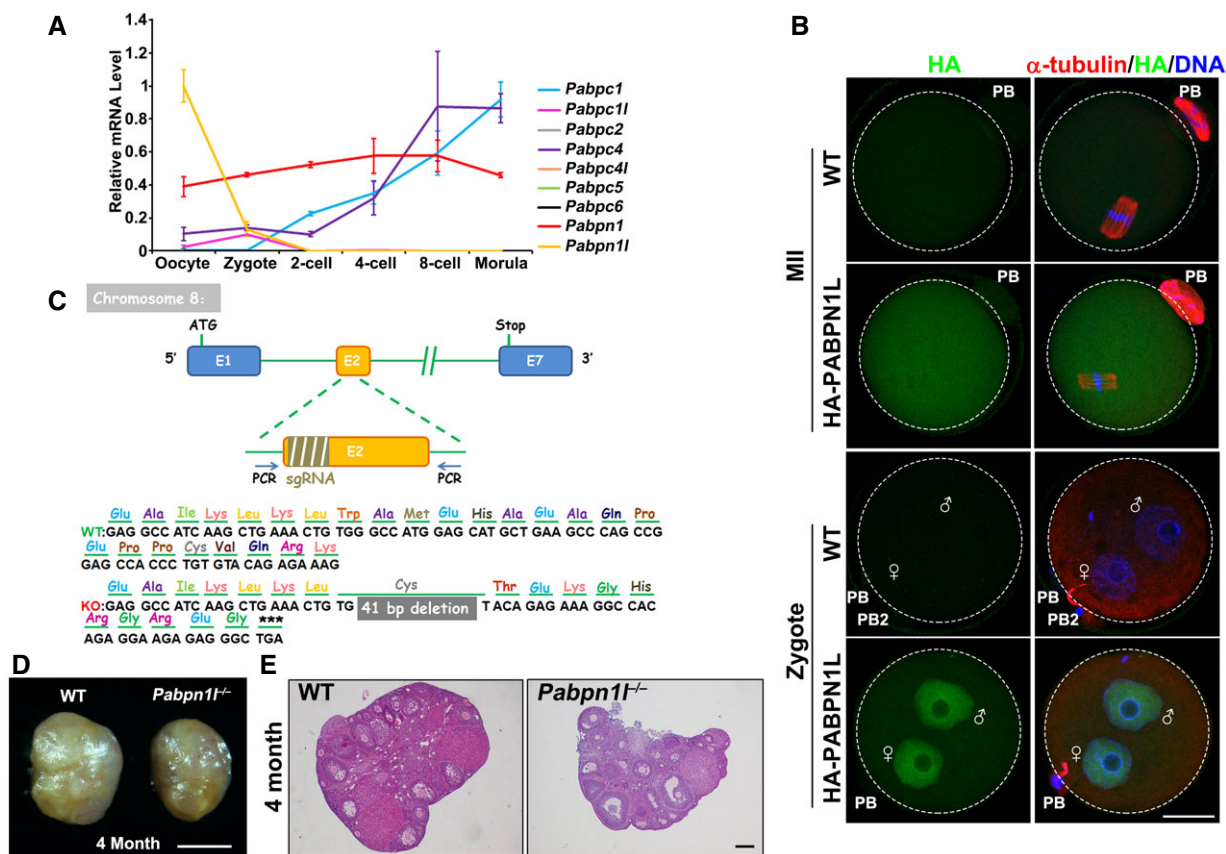 A
Relative mRNA Level
1.4
1.2
0.8
0.6
0.4
0.2
0
Oocyte Zygote 2-cell 4-cell 8-cell Morula
Pabpc1
Pabpc1l
Pabpc2
Pabpc4
Pabpc4l
Pabpc5
Pabpc6
Pabpn1
Pabpn1l
B
HA α-tubulin/HA/DNA
MII
WT
PB PB
HA-PABPN1L
PB PB
Zygote
WT
♂ ♂
♀ ♀
PB PB
PB2 PB2
HA-PABPN1L
♂ ♂
♀ ♀
PB PB
C
Chromosome 8:
ATG Stop
5' E1 E2 E7 3'
E2
PCR sgRNA PCR
Glu Ala Ile Lys Leu Lys Leu Trp Ala Met Glu His Ala Glu Ala Gln Pro
WT:GAG GCC ATC AAG CTG AAA CTG TGG GCC ATG GAG CAT GCT GAA GCC CAG CCG
Glu Pro Pro Cys Val Gln Arg Lys
GAG CCA CCC TGT GTA CAG AGA AAG
Glu Ala Ile Lys Leu Lys Leu Cys Thr Glu Lys Gly His
KO:GAG GCC ATC AAG CTG AAA CTG TG 41 bp deletion T ACA GAG AAA GGC CAC
Arg Gly Arg Glu Gly ***
AGA GGA AGA GAG GGC TGA
D
WT Pabpn1l–/–
4 Month
E
4 month
WT Pabpn1l–/–